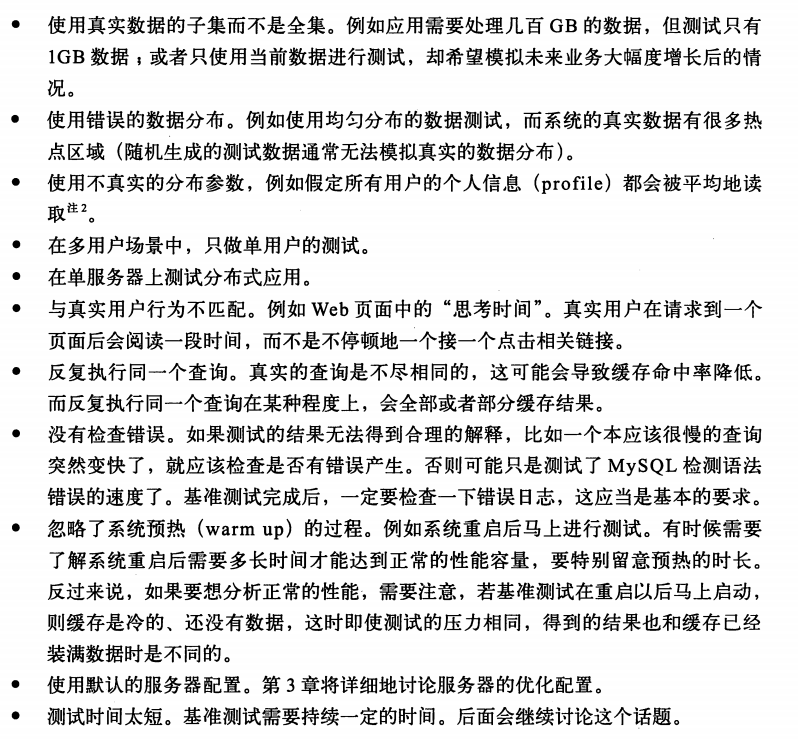 ● 使用真实数据的子集而不是全集。例如应用需要处理几百 GB 的数据，但测试只有
1GB 数据；或者只使用当前数据进行测试，却希望模拟未来业务大幅度增长后的情
况。
● 使用错误的数据分布。例如使用均匀分布的数据测试，而系统的真实数据有很多热
点区域（随机生成的测试数据通常无法模拟真实的数据分布）。
● 使用不真实的分布参数，例如假定所有用户的个人信息（profile）都会被平均地读
取注2。
● 在多用户场景中，只做单用户的测试。
● 在单服务器上测试分布式应用。
● 与真实用户行为不匹配。例如 Web 页面中的“思考时间”。真实用户在请求到一个
页面后会阅读一段时间，而不是不停顿地一个接一个点击相关链接。
● 反复执行同一个查询。真实的查询是不尽相同的，这可能会导致缓存命中率降低。
而反复执行同一个查询在某种程度上，会全部或者部分缓存结果。
● 没有检查错误。如果测试的结果无法得到合理的解释，比如一个本应该很慢的查询
突然变快了，就应该检查是否有错误产生。否则可能只是测试了 MySQL 检测语法
错误的速度了。基准测试完成后，一定要检查一下错误日志，这应当是基本的要求。
● 忽略了系统预热（warm up）的过程。例如系统重启后马上进行测试。有时候需要
了解系统重启后需要多长时间才能达到正常的性能容量，要特别留意预热的时长。
反过来说，如果要想分析正常的性能，需要注意，若基准测试在重启以后马上启动，
则缓存是冷的、还没有数据，这时即使测试的压力相同，得到的结果也和缓存已经
装满数据时是不同的。
● 使用默认的服务器配置。第 3 章将详细地讨论服务器的优化配置。
● 测试时间太短。基准测试需要持续一定的时间。后面会继续讨论这个话题。